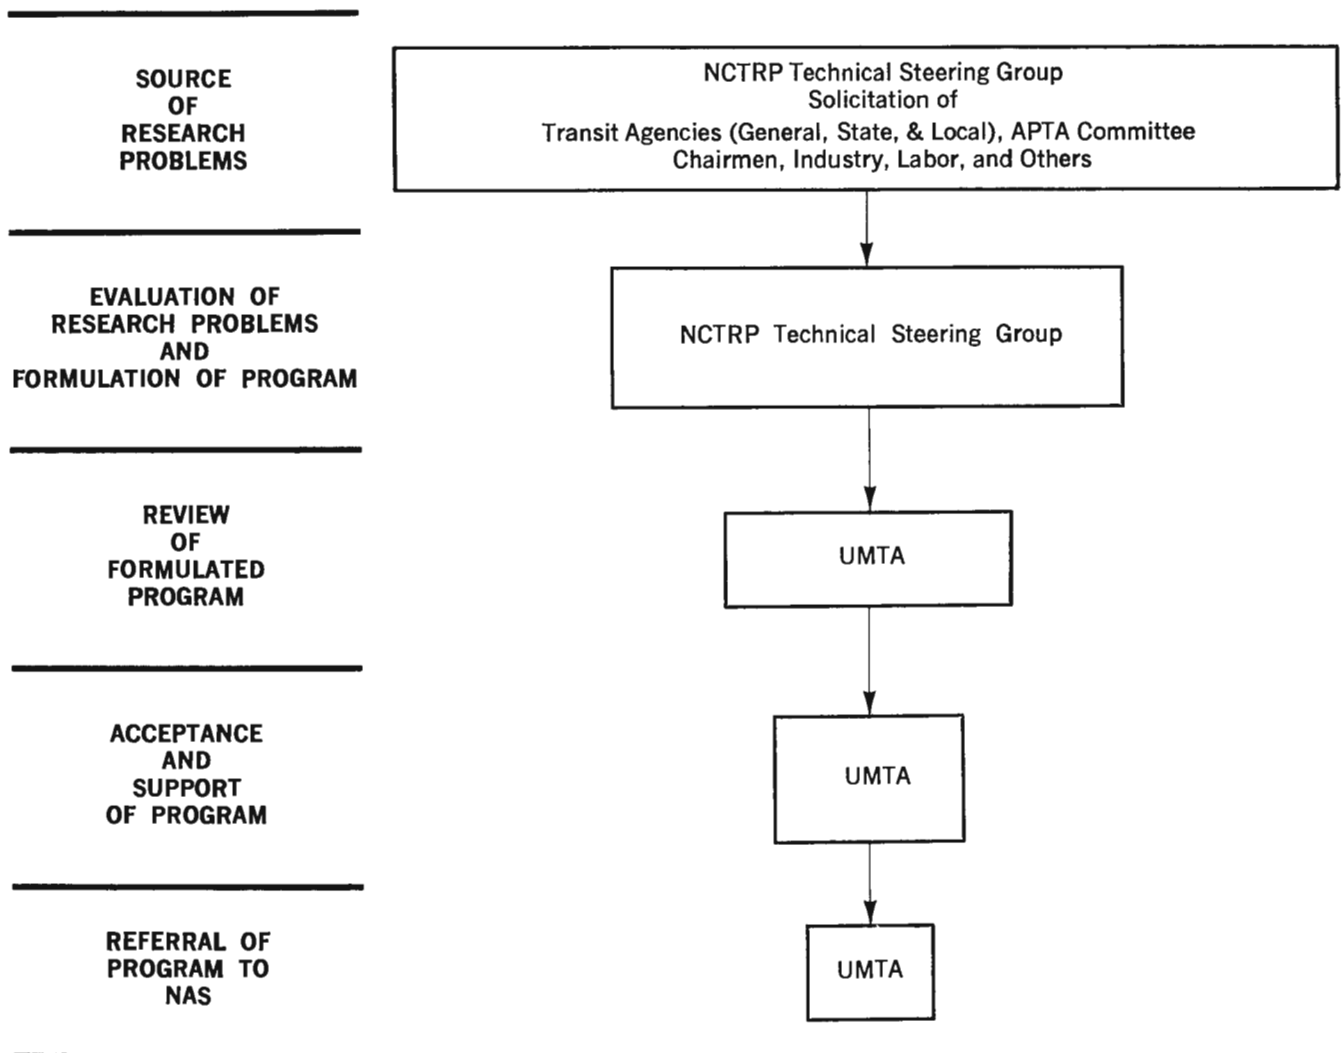 SOURCE
OF
RESEARCH
PROBLEMS
NCTRP Technical Steering Group
Solicitation of
Transit Agencies (General, State, & Local), APTA Committee
Chairmen, Industry, Labor, and Others
EVALUATION OF
RESEARCH PROBLEMS
AND
FORMULATION OF PROGRAM
NCTRP Technical Steering Group
REVIEW
OF
FORMULATED
PROGRAM
UMTA
ACCEPTANCE
AND
SUPPORT
OF PROGRAM
UMTA
REFERRAL OF
PROGRAM TO
NAS
UMTA